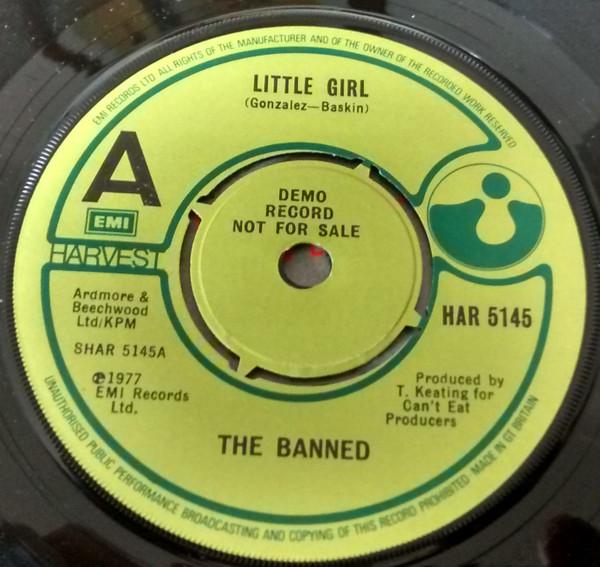 EMI RECORDS LTD ALL RIGHTS OF THE MANUFACTURER AND OF THE OWNER OF THE RECORDED WORK RESERVED
LITTLE GIRL
(Gonzalez—Baskin)
A
EMI
HARVEST
DEMO
RECORD
NOT FOR SALE
Ardmore &
Beechwood
Ltd/KPM
SHAR 5145A
℗1977
EMI Records
Ltd.
HAR 5145
Produced by
T. Keating for
Can't Eat
Producers
THE BANNED
UNAUTHORISED PUBLIC PERFORMANCE BROADCASTING AND COPYING OF THIS RECORD PROHIBITED MADE IN GT BRITAIN